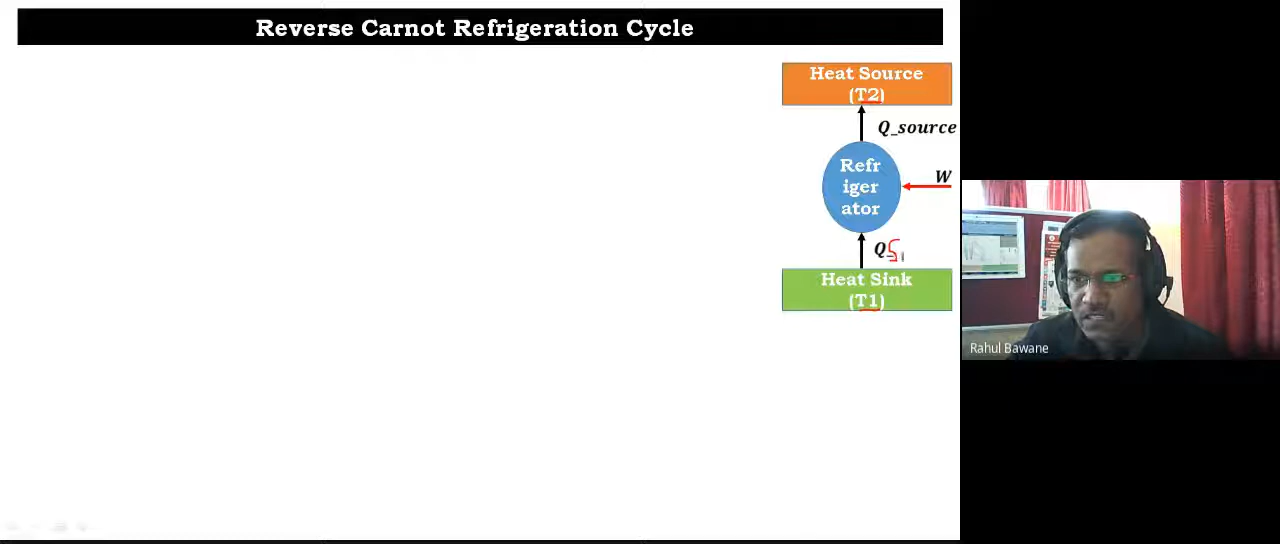 Reverse Carnot Refrigeration Cycle
Heat Source
(T2)
Q_source
Refr
iger
ator
W
Q
Heat Sink
(T1)
Rahul Bawane